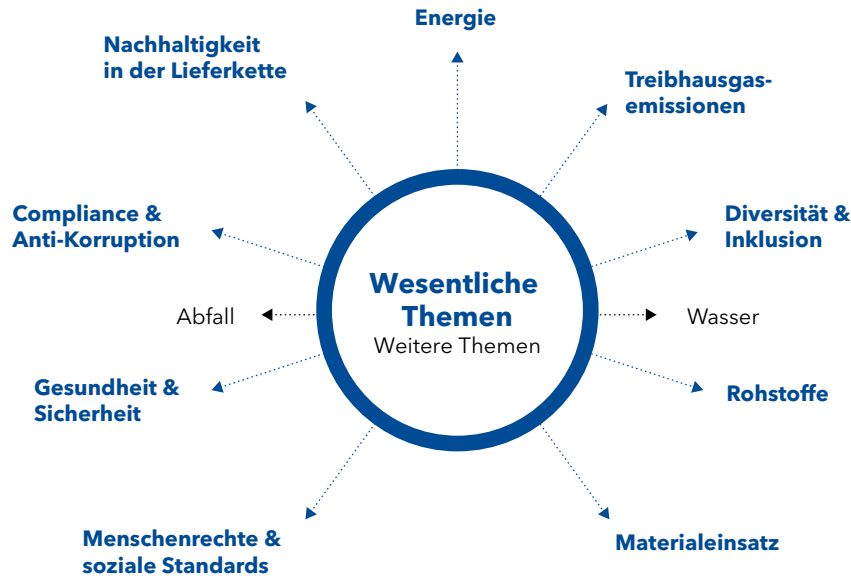 Energie
Nachhaltigkeit
in der Lieferkette
Treibhausgas-
emissionen
Compliance &
Anti-Korruption
Diversität &
Inklusion
Wesentliche
Themen
Weitere Themen
Abfall
Wasser
Gesundheit &
Sicherheit
Rohstoffe
Menschenrechte &
soziale Standards
Materialeinsatz